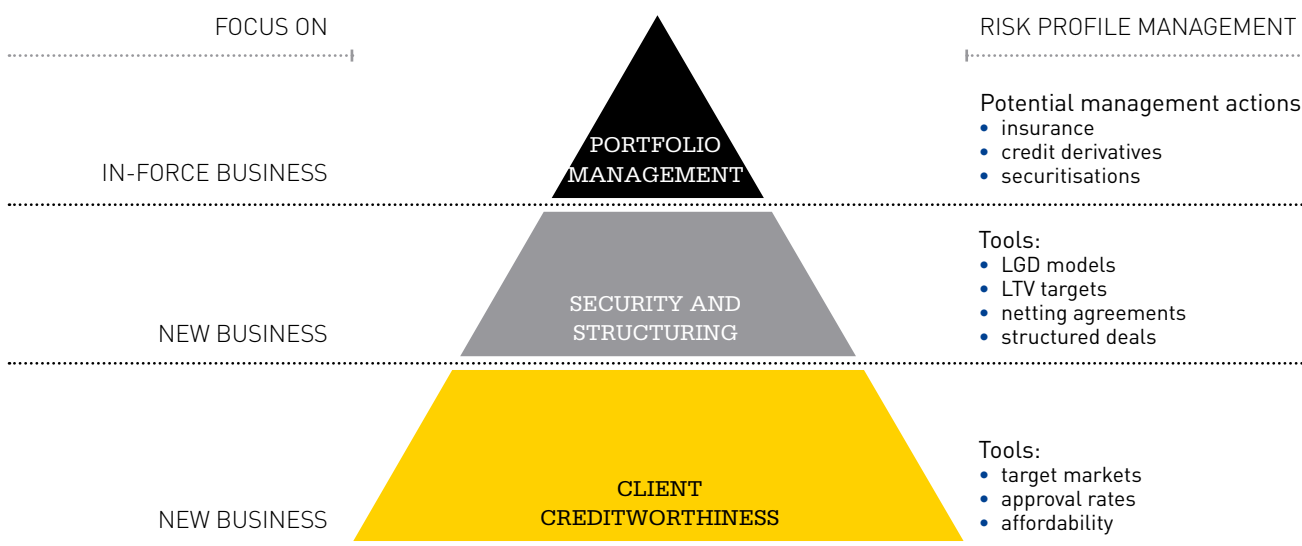 FOCUS ON
RISK PROFILE MANAGEMENT
IN-FORCE BUSINESS
PORTFOLIO
MANAGEMENT
Potential management actions
• insurance
• credit derivatives
• securitisations
NEW BUSINESS
SECURITY AND
STRUCTURING
Tools:
• LGD models
• LTV targets
• netting agreements
• structured deals
NEW BUSINESS
CLIENT
CREDITWORTHINESS
Tools:
• target markets
• approval rates
• affordability